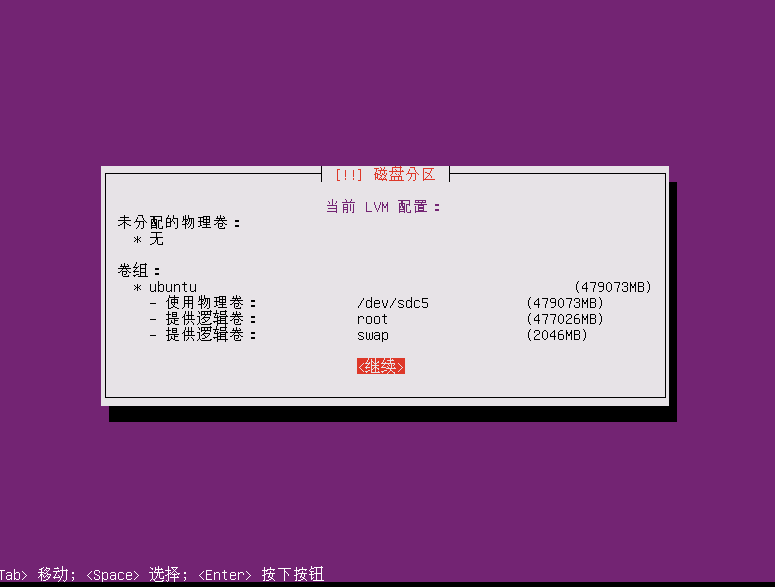 [!!] 磁盘分区
当前 LVM 配置：
未分配的物理卷：
* 无
卷组：
* ubuntu (479073MB)
- 使用物理卷： /dev/sdc5 (479073MB)
- 提供逻辑卷： root (477026MB)
- 提供逻辑卷： swap (2046MB)
<继续>
Tab> 移动; <Space> 选择; <Enter> 按下按钮